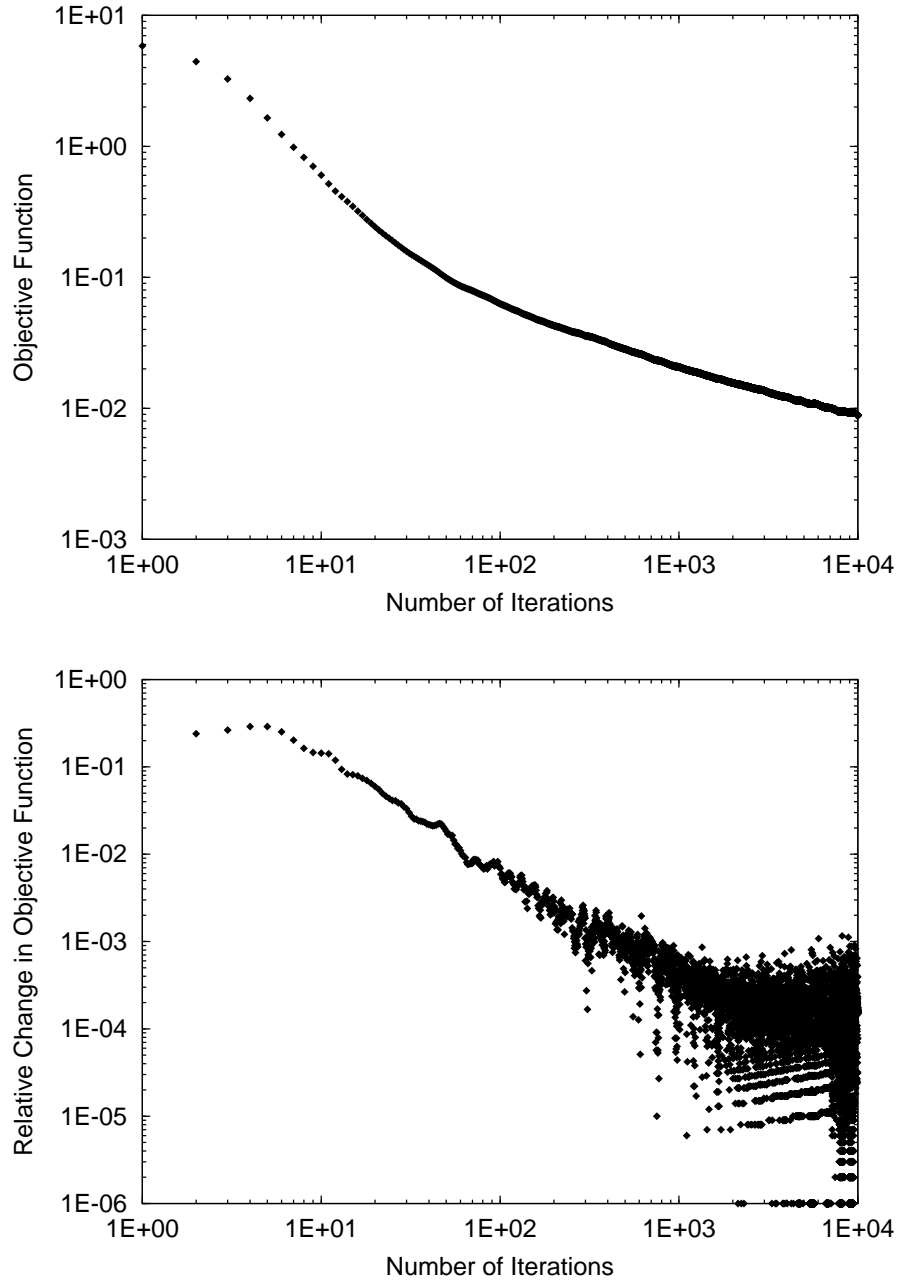 1E+01
1E+00
1E-01
1E-02
1E-03
Objective Function
1E+00 1E+01 1E+02 1E+03 1E+04
Number of Iterations
1E+00
1E-01
1E-02
1E-03
1E-04
1E-05
1E-06
Relative Change in Objective Function
1E+00 1E+01 1E+02 1E+03 1E+04
Number of Iterations